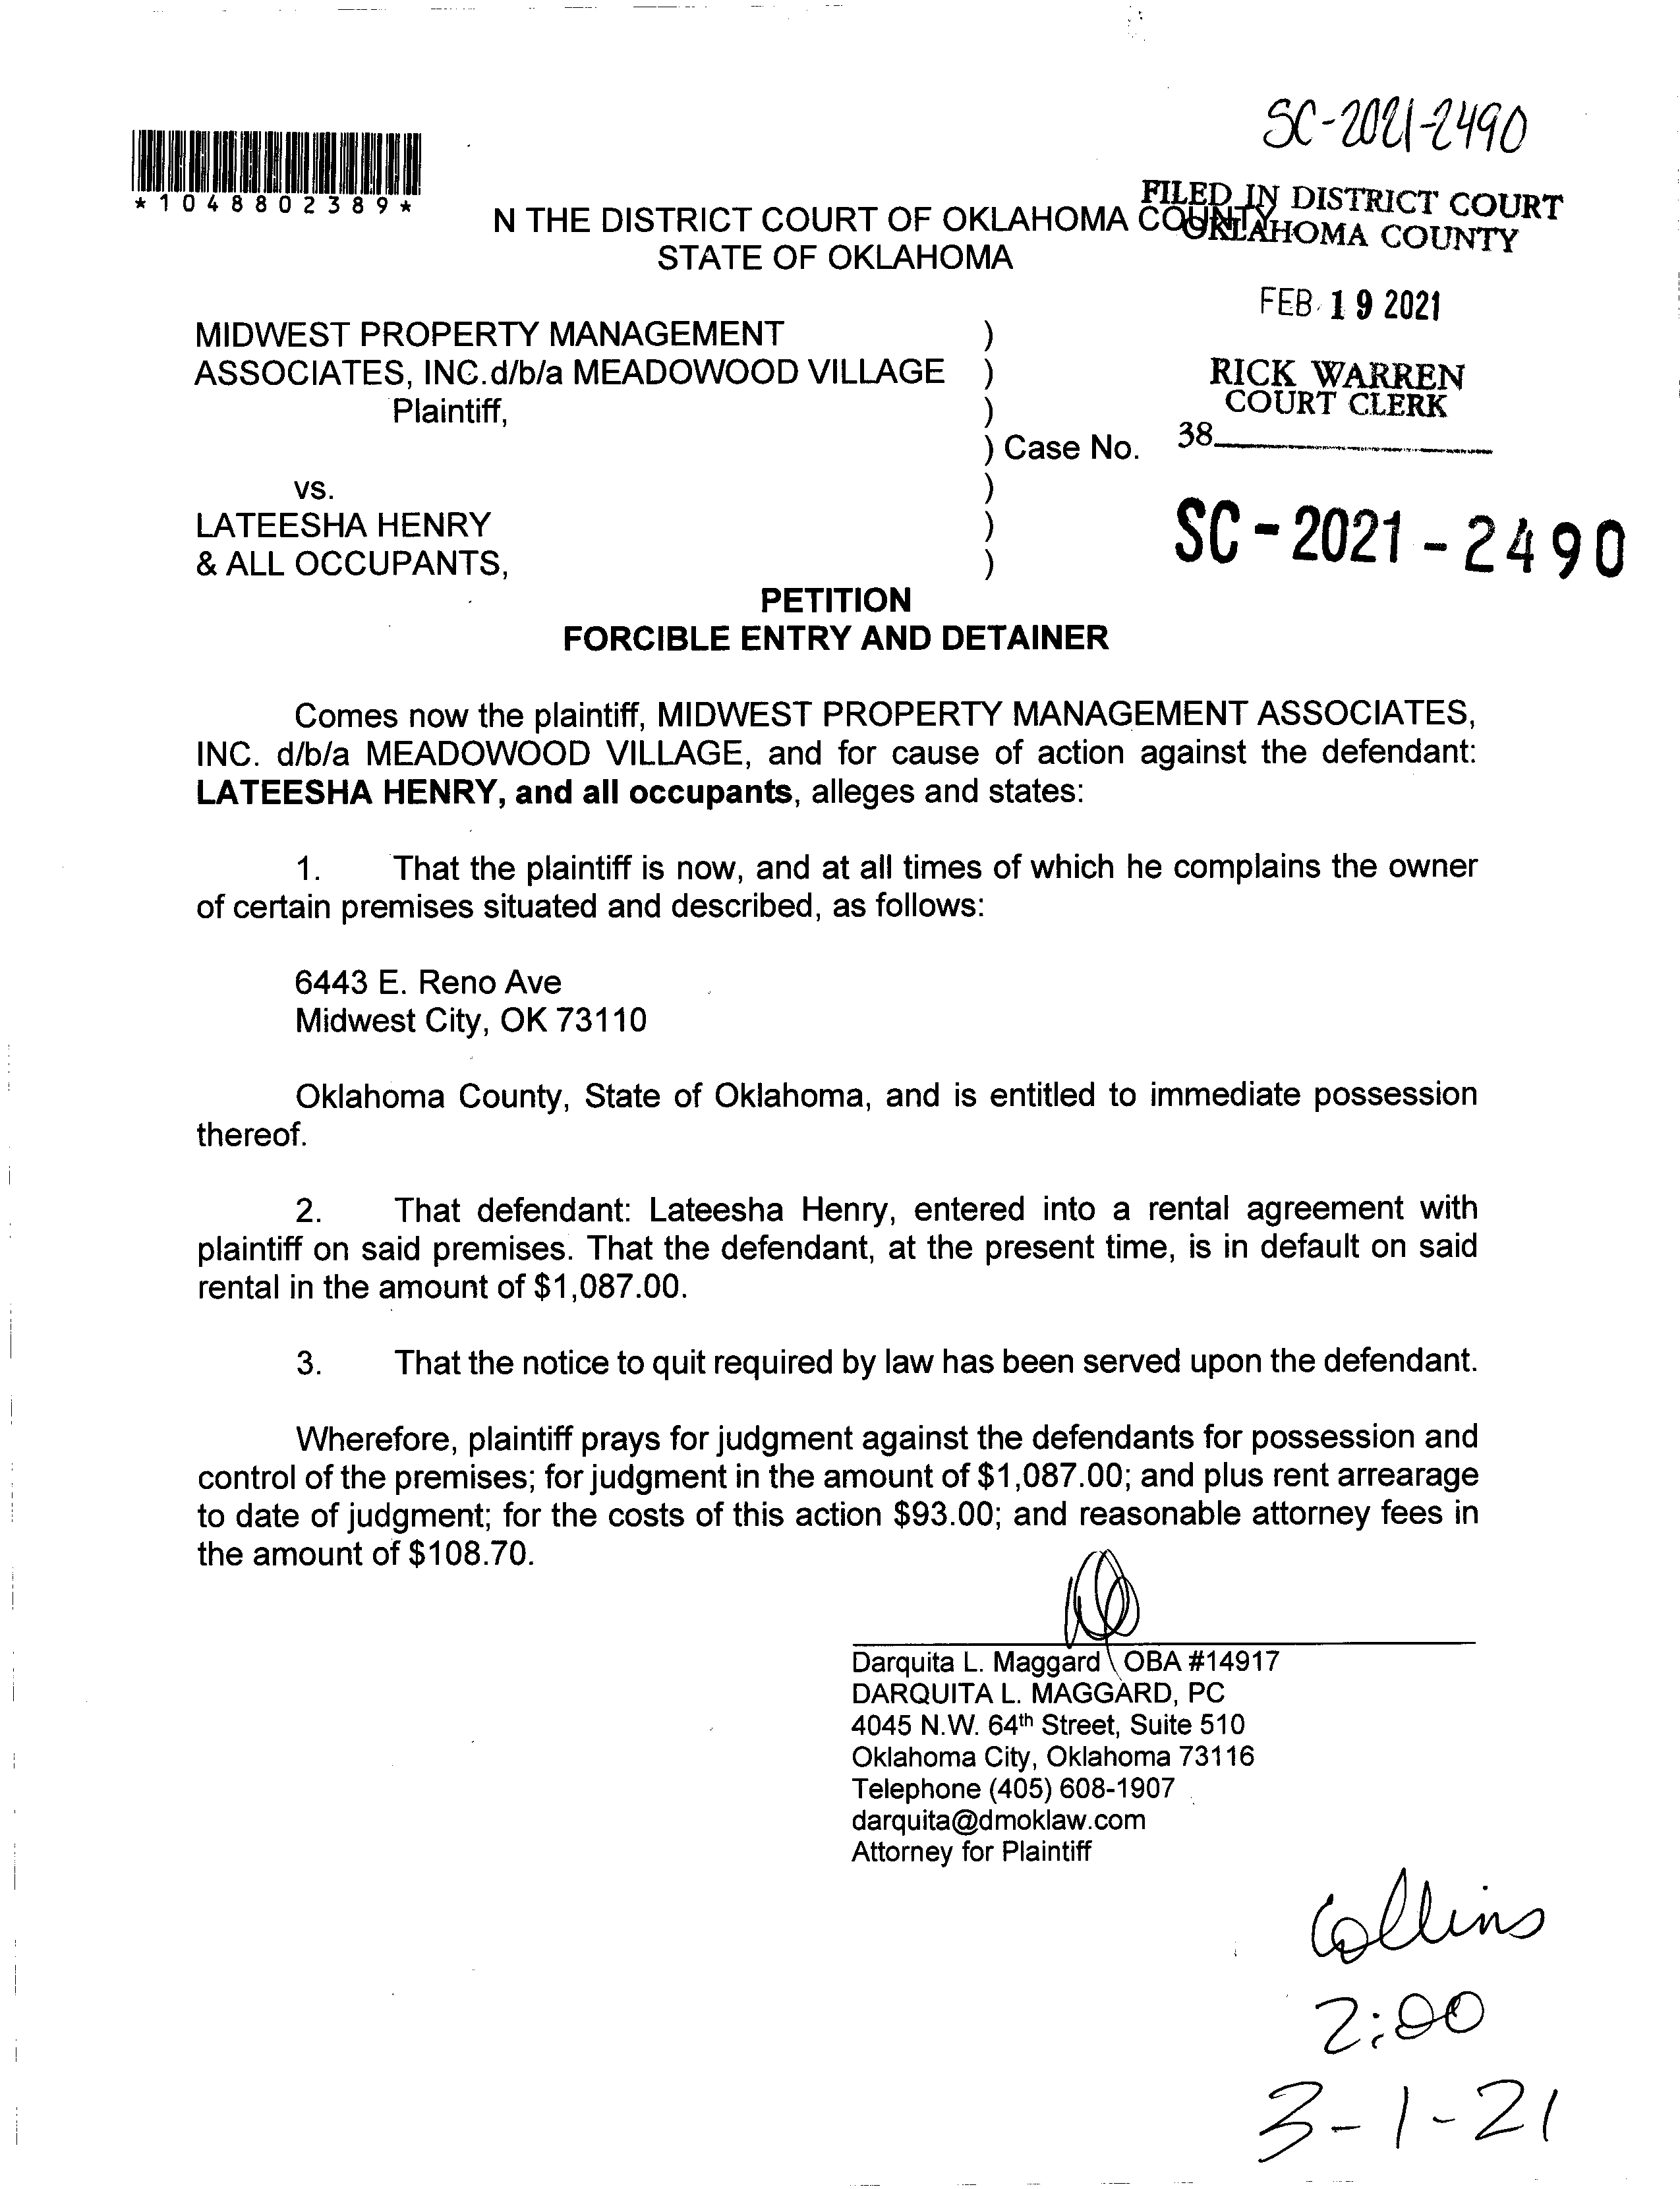 SC-2021-2490
*1048802389*
FILED IN DISTRICT COURT
OKLAHOMA COUNTY
N THE DISTRICT COURT OF OKLAHOMA COUNTY
STATE OF OKLAHOMA
FEB 19 2021
MIDWEST PROPERTY MANAGEMENT )
ASSOCIATES, INC.d/b/a MEADOWOOD VILLAGE )
RICK WARREN
COURT CLERK
Plaintiff, )
) Case No.
38
vs. )
LATEESHA HENRY )
& ALL OCCUPANTS, )
SC-2021-2490
PETITION
FORCIBLE ENTRY AND DETAINER
Comes now the plaintiff, MIDWEST PROPERTY MANAGEMENT ASSOCIATES,
INC. d/b/a MEADOWOOD VILLAGE, and for cause of action against the defendant:
LATEESHA HENRY, and all occupants, alleges and states:
1. That the plaintiff is now, and at all times of which he complains the owner
of certain premises situated and described, as follows:
6443 E. Reno Ave
Midwest City, OK 73110
Oklahoma County, State of Oklahoma, and is entitled to immediate possession
thereof.
2. That defendant: Lateesha Henry, entered into a rental agreement with
plaintiff on said premises. That the defendant, at the present time, is in default on said
rental in the amount of $1,087.00.
3. That the notice to quit required by law has been served upon the defendant.
Wherefore, plaintiff prays for judgment against the defendants for possession and
control of the premises; for judgment in the amount of $1,087.00; and plus rent arrearage
to date of judgment; for the costs of this action $93.00; and reasonable attorney fees in
the amount of $108.70.
Darquita L. Maggard OBA #14917
DARQUITA L. MAGGARD, PC
4045 N.W. 64th Street, Suite 510
Oklahoma City, Oklahoma 73116
Telephone (405) 608-1907
darquita@dmoklaw.com
Attorney for Plaintiff
Collins
2:00
3-1-21